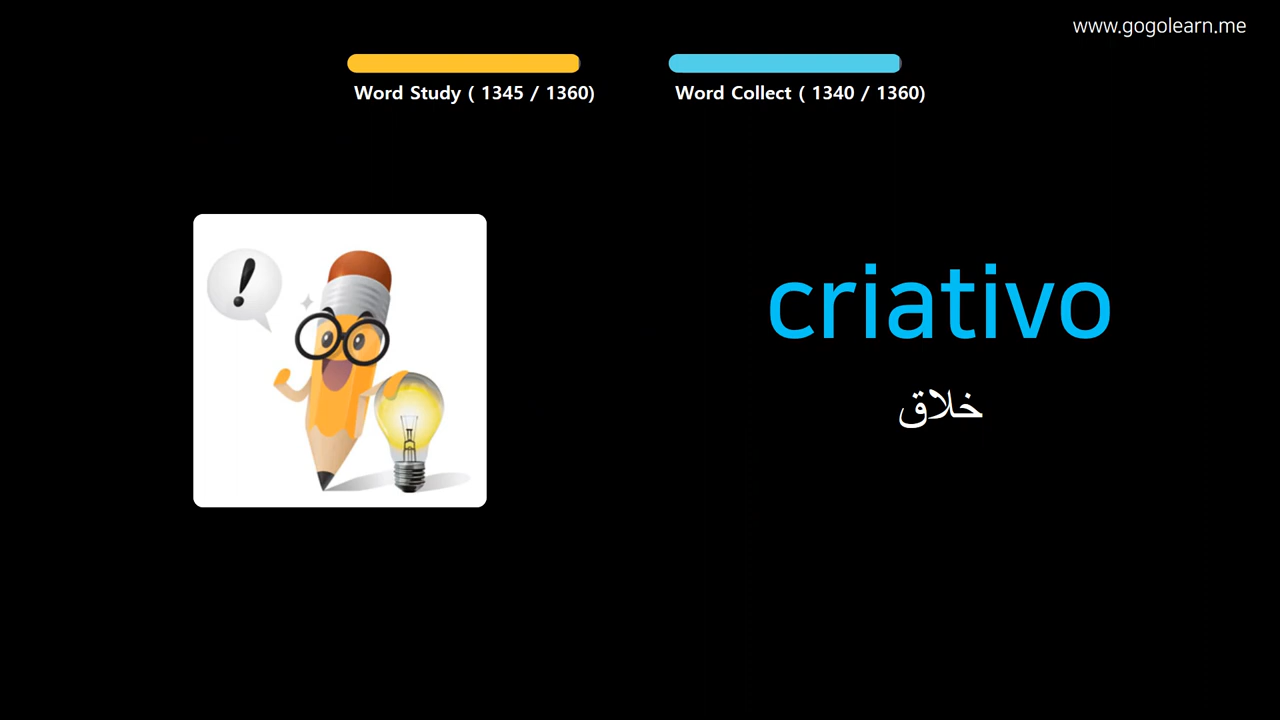 www.gogolearn.me
Word Study ( 1345 / 1360)
Word Collect ( 1340 / 1360)
!
criativo
خلاق